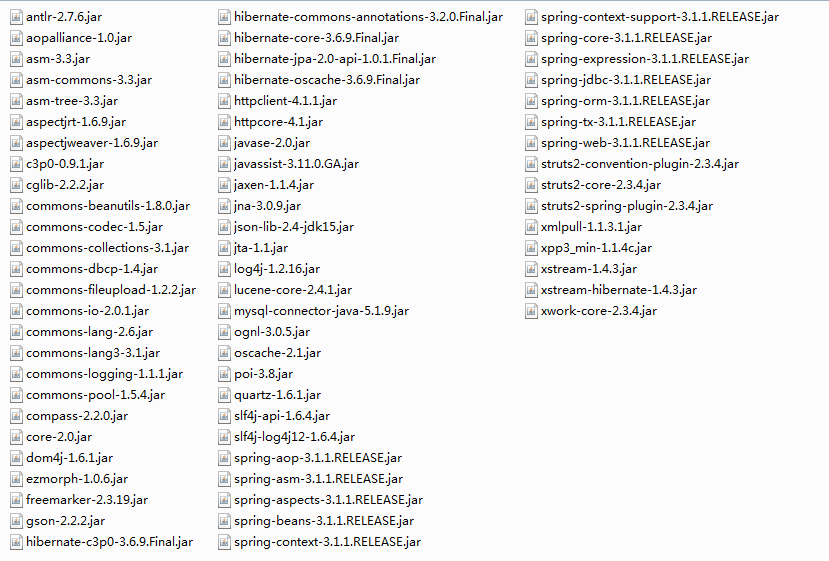 antlr-2.7.6.jar
aopalliance-1.0.jar
asm-3.3.jar
asm-commons-3.3.jar
asm-tree-3.3.jar
aspectjrt-1.6.9.jar
aspectjweaver-1.6.9.jar
c3p0-0.9.1.jar
cglib-2.2.2.jar
commons-beanutils-1.8.0.jar
commons-codec-1.5.jar
commons-collections-3.1.jar
commons-dbcp-1.4.jar
commons-fileupload-1.2.2.jar
commons-io-2.0.1.jar
commons-lang-2.6.jar
commons-lang3-3.1.jar
commons-logging-1.1.1.jar
commons-pool-1.5.4.jar
compass-2.2.0.jar
core-2.0.jar
dom4j-1.6.1.jar
ezmorph-1.0.6.jar
freemarker-2.3.19.jar
gson-2.2.2.jar
hibernate-c3p0-3.6.9.Final.jar
hibernate-commons-annotations-3.2.0.Final.jar
hibernate-core-3.6.9.Final.jar
hibernate-jpa-2.0-api-1.0.1.Final.jar
hibernate-oscache-3.6.9.Final.jar
httpclient-4.1.1.jar
httpcore-4.1.jar
javase-2.0.jar
javassist-3.11.0.GA.jar
jaxen-1.1.4.jar
jna-3.0.9.jar
json-lib-2.4-jdk15.jar
jta-1.1.jar
log4j-1.2.16.jar
lucene-core-2.4.1.jar
mysql-connector-java-5.1.9.jar
ognl-3.0.5.jar
oscache-2.1.jar
poi-3.8.jar
quartz-1.6.1.jar
slf4j-api-1.6.4.jar
slf4j-log4j12-1.6.4.jar
spring-aop-3.1.1.RELEASE.jar
spring-asm-3.1.1.RELEASE.jar
spring-aspects-3.1.1.RELEASE.jar
spring-beans-3.1.1.RELEASE.jar
spring-context-3.1.1.RELEASE.jar
spring-context-support-3.1.1.RELEASE.jar
spring-core-3.1.1.RELEASE.jar
spring-expression-3.1.1.RELEASE.jar
spring-jdbc-3.1.1.RELEASE.jar
spring-orm-3.1.1.RELEASE.jar
spring-tx-3.1.1.RELEASE.jar
spring-web-3.1.1.RELEASE.jar
struts2-convention-plugin-2.3.4.jar
struts2-core-2.3.4.jar
struts2-spring-plugin-2.3.4.jar
xmlpull-1.1.3.1.jar
xpp3_min-1.1.4c.jar
xstream-1.4.3.jar
xstream-hibernate-1.4.3.jar
xwork-core-2.3.4.jar